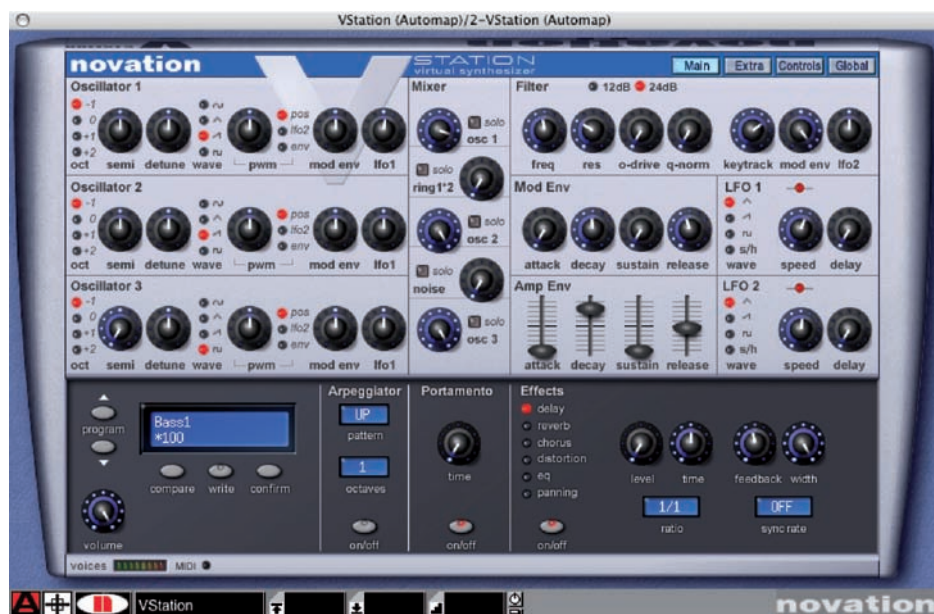 VStation (Automap)/2-VStation (Automap)
novation
STATION
virtual synthesizer
Main Extra Controls Global
Oscillator 1
-1
0
+1
+2
oct semi detune wave pwm mod env lfo1
pos
lfo2
env
Mixer
solo
osc 1
solo
ring1*2
solo
osc 2
solo
noise
solo
osc 3
Filter 12dB 24dB
freq res o-drive q-norm keytrack mod env lfo2
Oscillator 2
-1
0
+1
+2
oct semi detune wave pwm mod env lfo1
pos
lfo2
env
Mod Env
attack decay sustain release
LFO 1
s/h
wave speed delay
Oscillator 3
-1
0
+1
+2
oct semi detune wave pwm mod env lfo1
pos
lfo2
env
Amp Env
attack decay sustain release
LFO 2
s/h
wave speed delay
program
Bass1
*100
compare write confirm
volume
Arpeggiator
UP
pattern
1
octaves
on/off
Portamento
time
on/off
Effects
delay
reverb
chorus
distortion
eq
panning
on/off
level time feedback width
1/1
ratio
OFF
sync rate
voices MIDI
VStation
novation